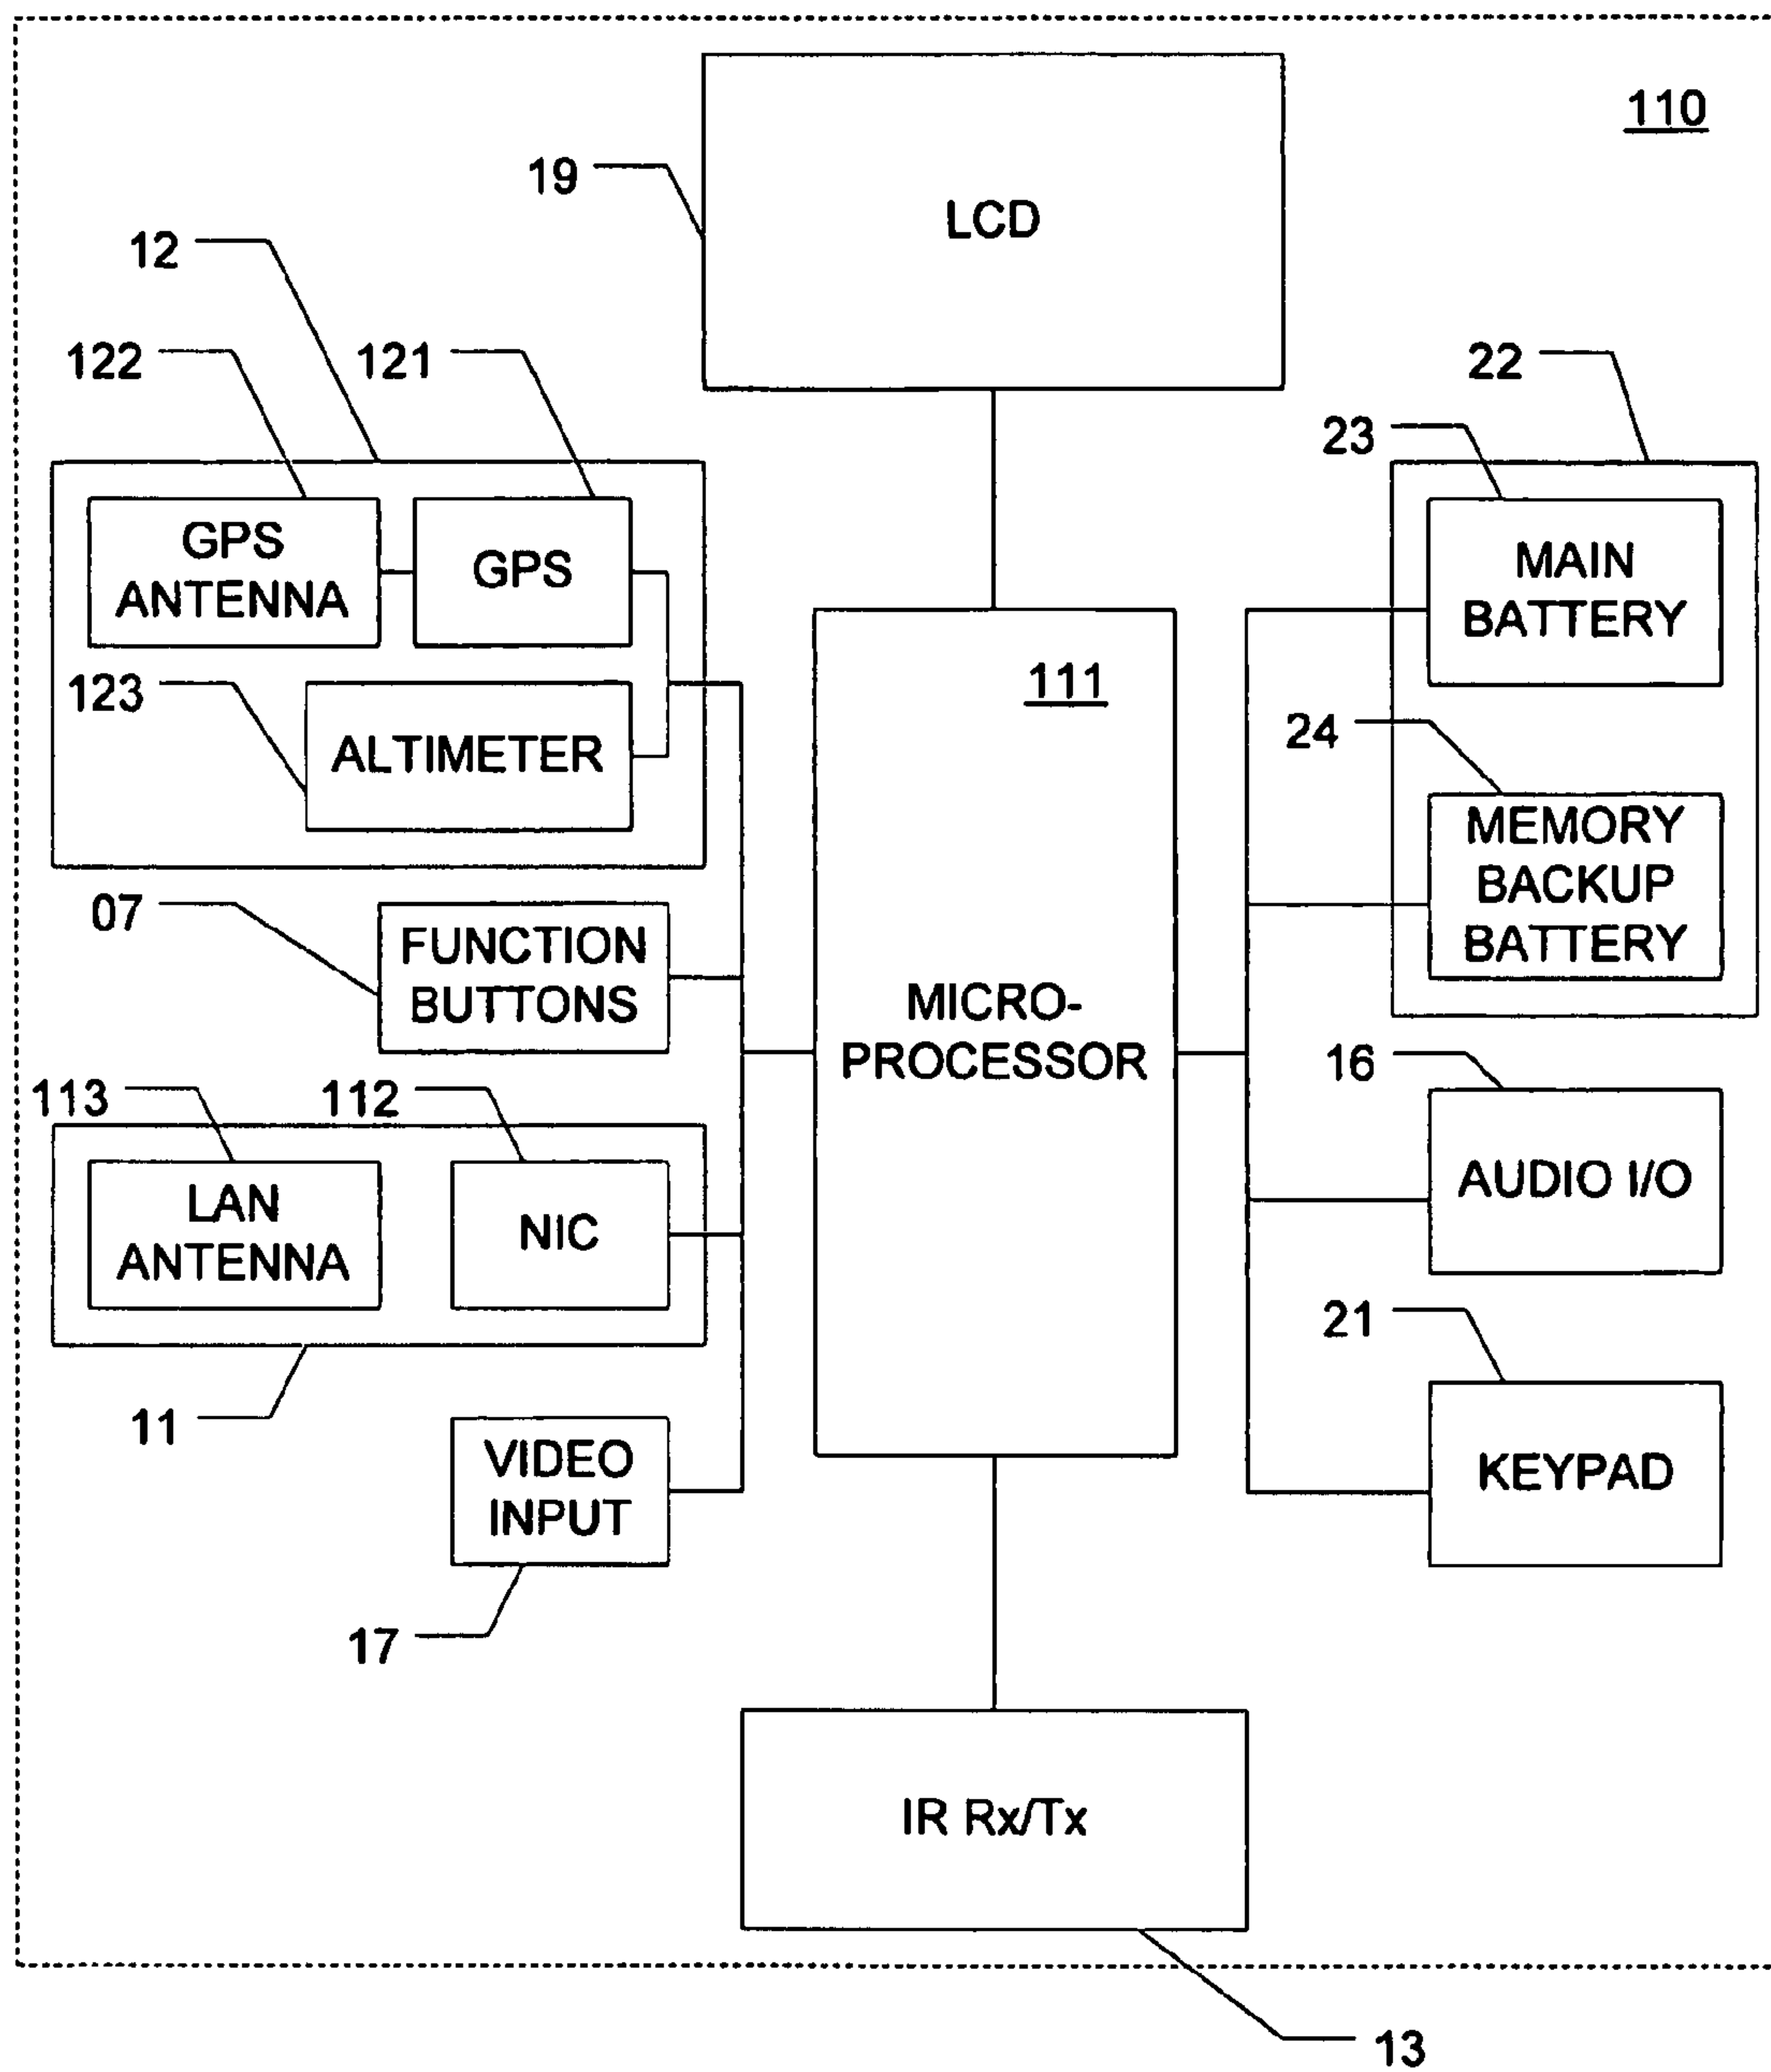 110
19
LCD
12
122
121
22
23
GPS
ANTENNA
GPS
MAIN
BATTERY
123
ALTIMETER
111
24
MEMORY
BACKUP
BATTERY
07
FUNCTION
BUTTONS
MICRO-
PROCESSOR
113
112
16
LAN
ANTENNA
NIC
AUDIO I/O
21
11
VIDEO
INPUT
KEYPAD
17
IR Rx/Tx
13